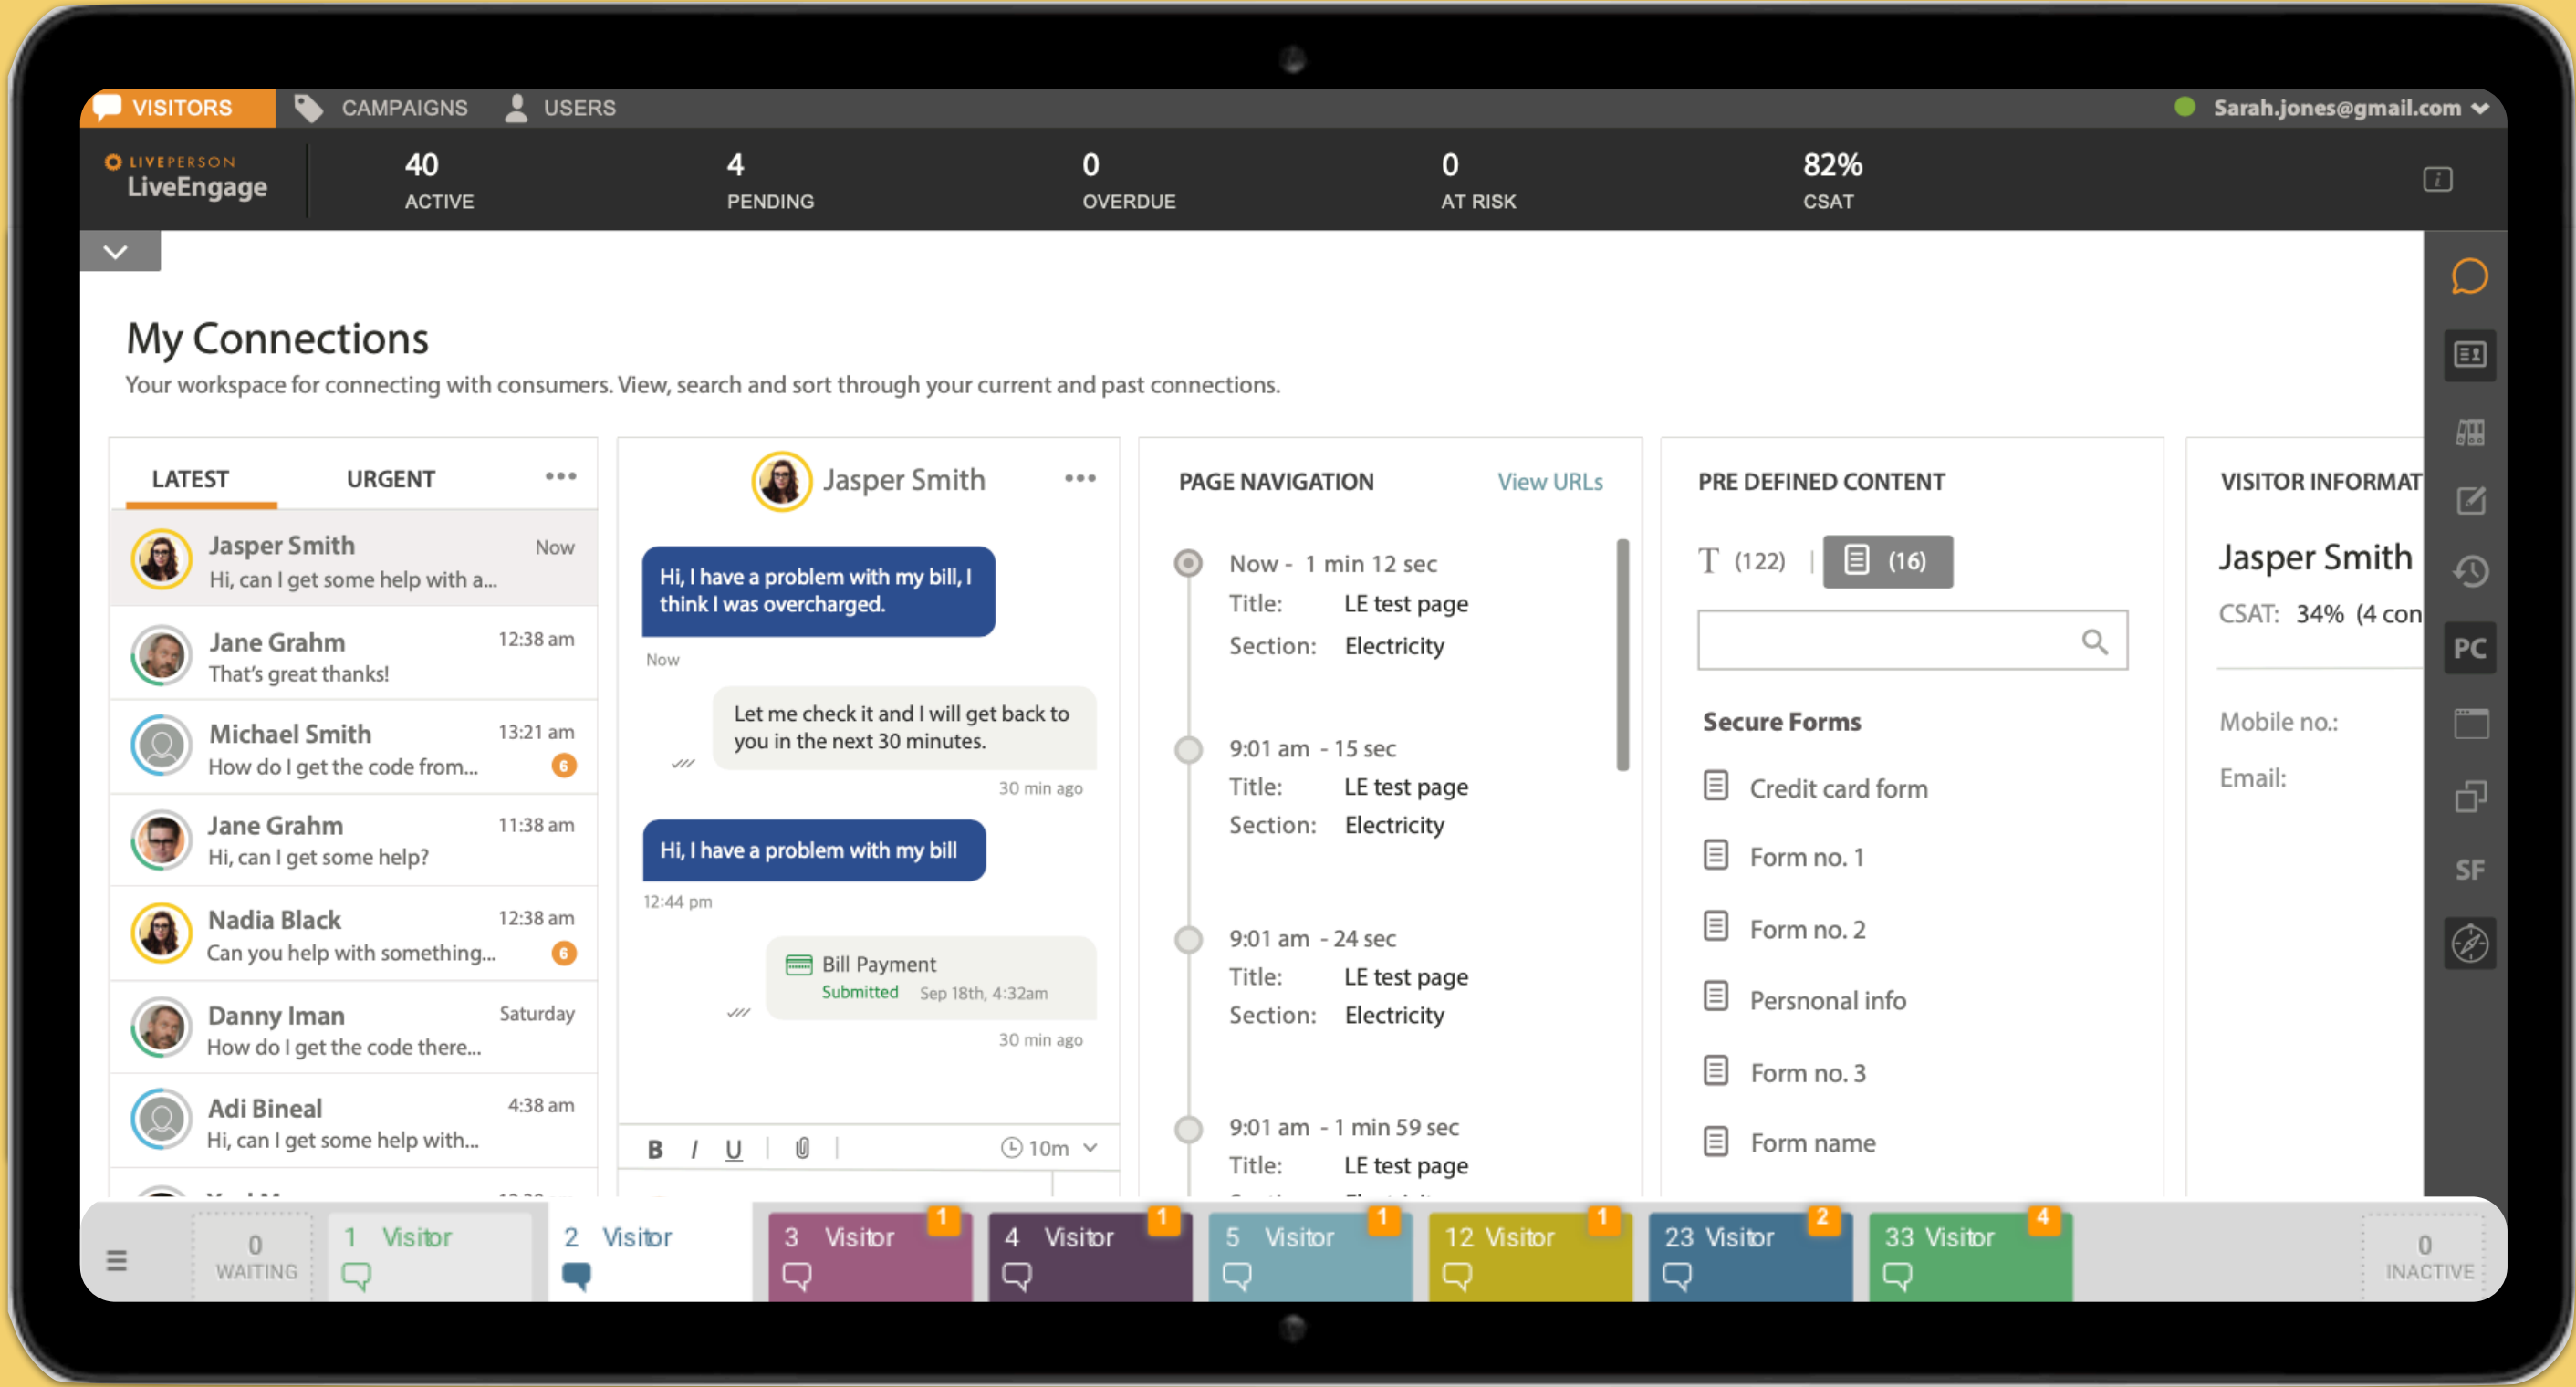 VISITORS
CAMPAIGNS
USERS
Sarah.jones@gmail.com
LIVEPERSON
LiveEngage
40
ACTIVE
4
PENDING
0
OVERDUE
0
AT RISK
82%
CSAT
My Connections
Your workspace for connecting with consumers. View, search and sort through your current and past connections.
LATEST
URGENT
Jasper Smith
Now
Hi, can I get some help with a...
Jane Grahm
12:38 am
That's great thanks!
Michael Smith
13:21 am
How do I get the code from...
6
Jane Grahm
11:38 am
Hi, can I get some help?
Nadia Black
12:38 am
Can you help with something...
6
Danny Iman
Saturday
How do I get the code there...
Adi Bineal
4:38 am
Hi, can I get some help with...
Jasper Smith
Hi, I have a problem with my bill, I
think I was overcharged.
Now
Let me check it and I will get back to
you in the next 30 minutes.
30 min ago
Hi, I have a problem with my bill
12:44 pm
Bill Payment
Submitted Sep 18th, 4:32am
30 min ago
B I U
10m
PAGE NAVIGATION
View URLs
Now - 1 min 12 sec
Title: LE test page
Section: Electricity
9:01 am - 15 sec
Title: LE test page
Section: Electricity
9:01 am - 24 sec
Title: LE test page
Section: Electricity
9:01 am - 1 min 59 sec
Title: LE test page
PRE DEFINED CONTENT
T (122) | (16)
Secure Forms
Credit card form
Form no. 1
Form no. 2
Persnonal info
Form no. 3
Form name
VISITOR INFORMAT
Jasper Smith
CSAT: 34% (4 con
Mobile no.:
Email:
PC
SF
0
WAITING
1 Visitor
2 Visitor
3 Visitor
1
4 Visitor
1
5 Visitor
1
12 Visitor
1
23 Visitor
2
33 Visitor
4
0
INACTIVE